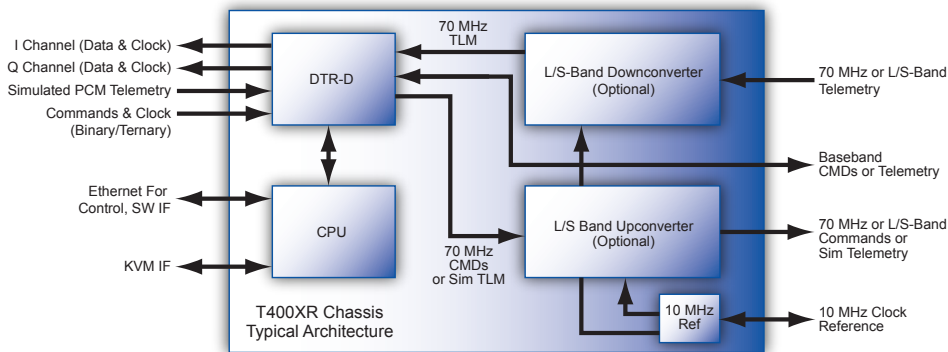 I Channel (Data & Clock)
Q Channel (Data & Clock)
Simulated PCM Telemetry
Commands & Clock
(Binary/Ternary)
Ethernet For
Control, SW IF
KVM IF
DTR-D
CPU
T400XR Chassis
Typical Architecture
70 MHz
TLM
70 MHz
CMDs
or Sim TLM
L/S-Band Downconverter
(Optional)
L/S Band Upconverter
(Optional)
10 MHz
Ref
70 MHz or L/S-Band
Telemetry
Baseband
CMDs or Telemetry
70 MHz or L/S-Band
Commands or
Sim Telemetry
10 MHz Clock
Reference